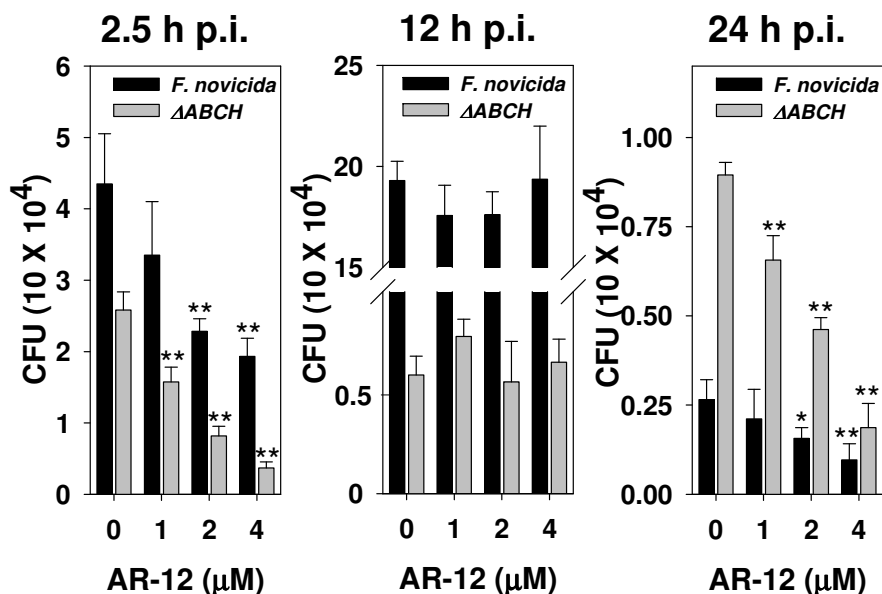 2.5 h p.i.
12 h p.i.
24 h p.i.
CFU (10 X 10⁴)
6
5
4
3
2
1
0
F. novicida
ΔABCH
**
**
**
**
**
0
1
2
4
AR-12 (μM)
CFU (10 X 10⁴)
25
20
15
0.5
0
F. novicida
ΔABCH
0
1
2
4
AR-12 (μM)
CFU (10 X 10⁴)
1.00
0.75
0.50
0.25
0.00
F. novicida
ΔABCH
**
**
*
**
**
0
1
2
4
AR-12 (μM)